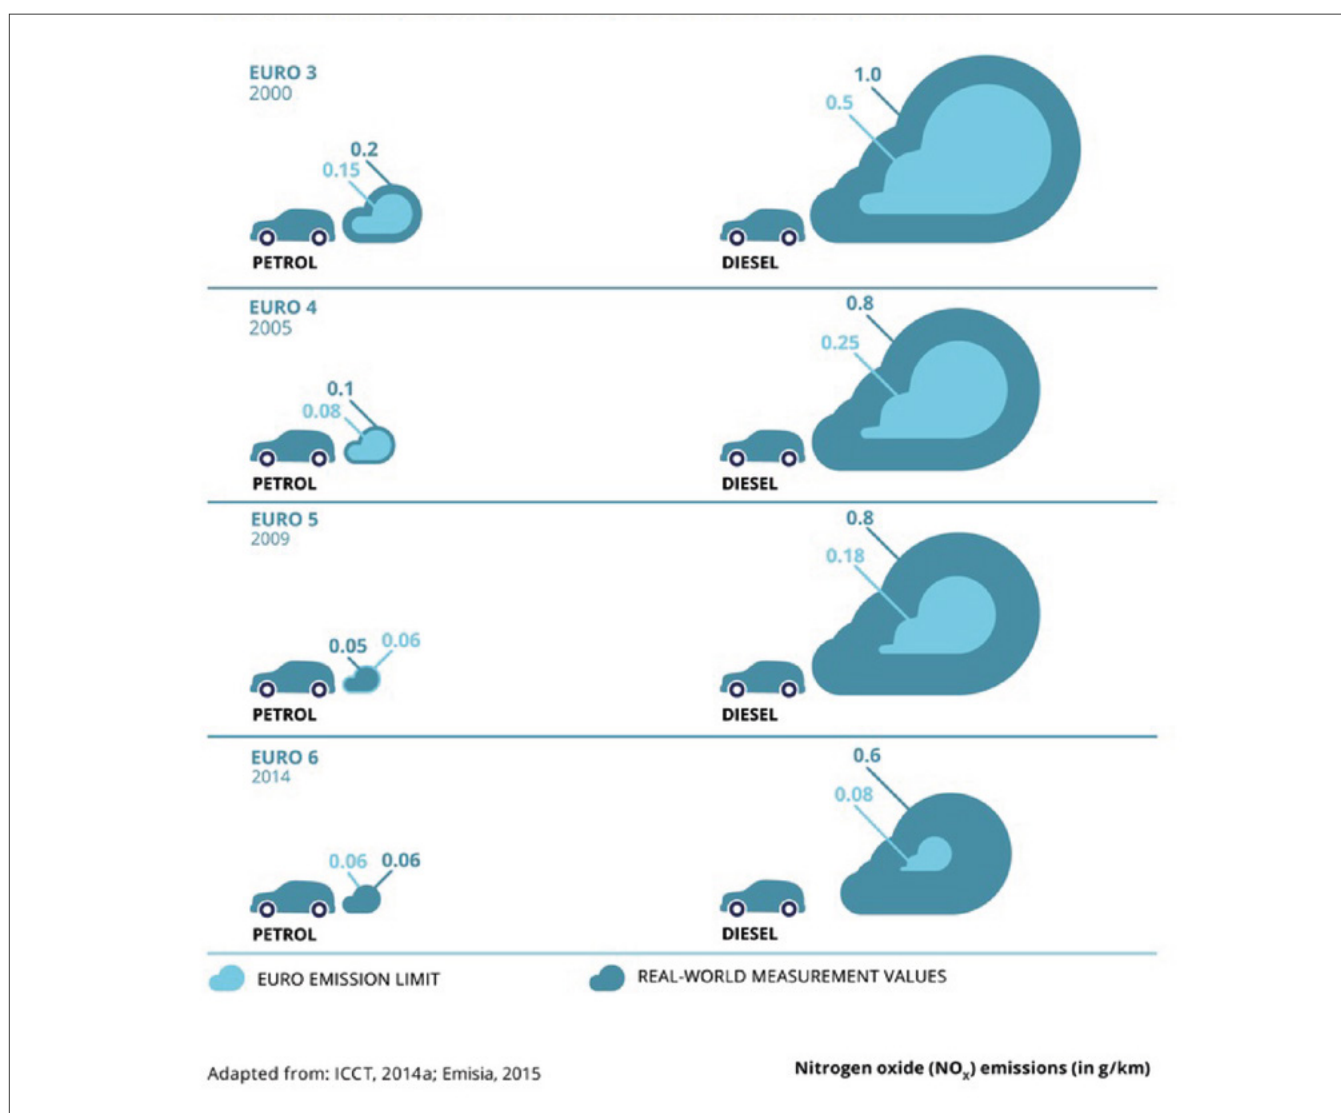 EURO 3
2000
1.0
0.5
0.2
0.15
PETROL
DIESEL
EURO 4
2005
0.8
0.25
0.1
0.08
PETROL
DIESEL
EURO 5
2009
0.8
0.18
0.05 0.06
PETROL
DIESEL
EURO 6
2014
0.6
0.08
0.06 0.06
PETROL
DIESEL
EURO EMISSION LIMIT
REAL-WORLD MEASUREMENT VALUES
Adapted from: ICCT, 2014a; Emisia, 2015
Nitrogen oxide (NOx) emissions (in g/km)